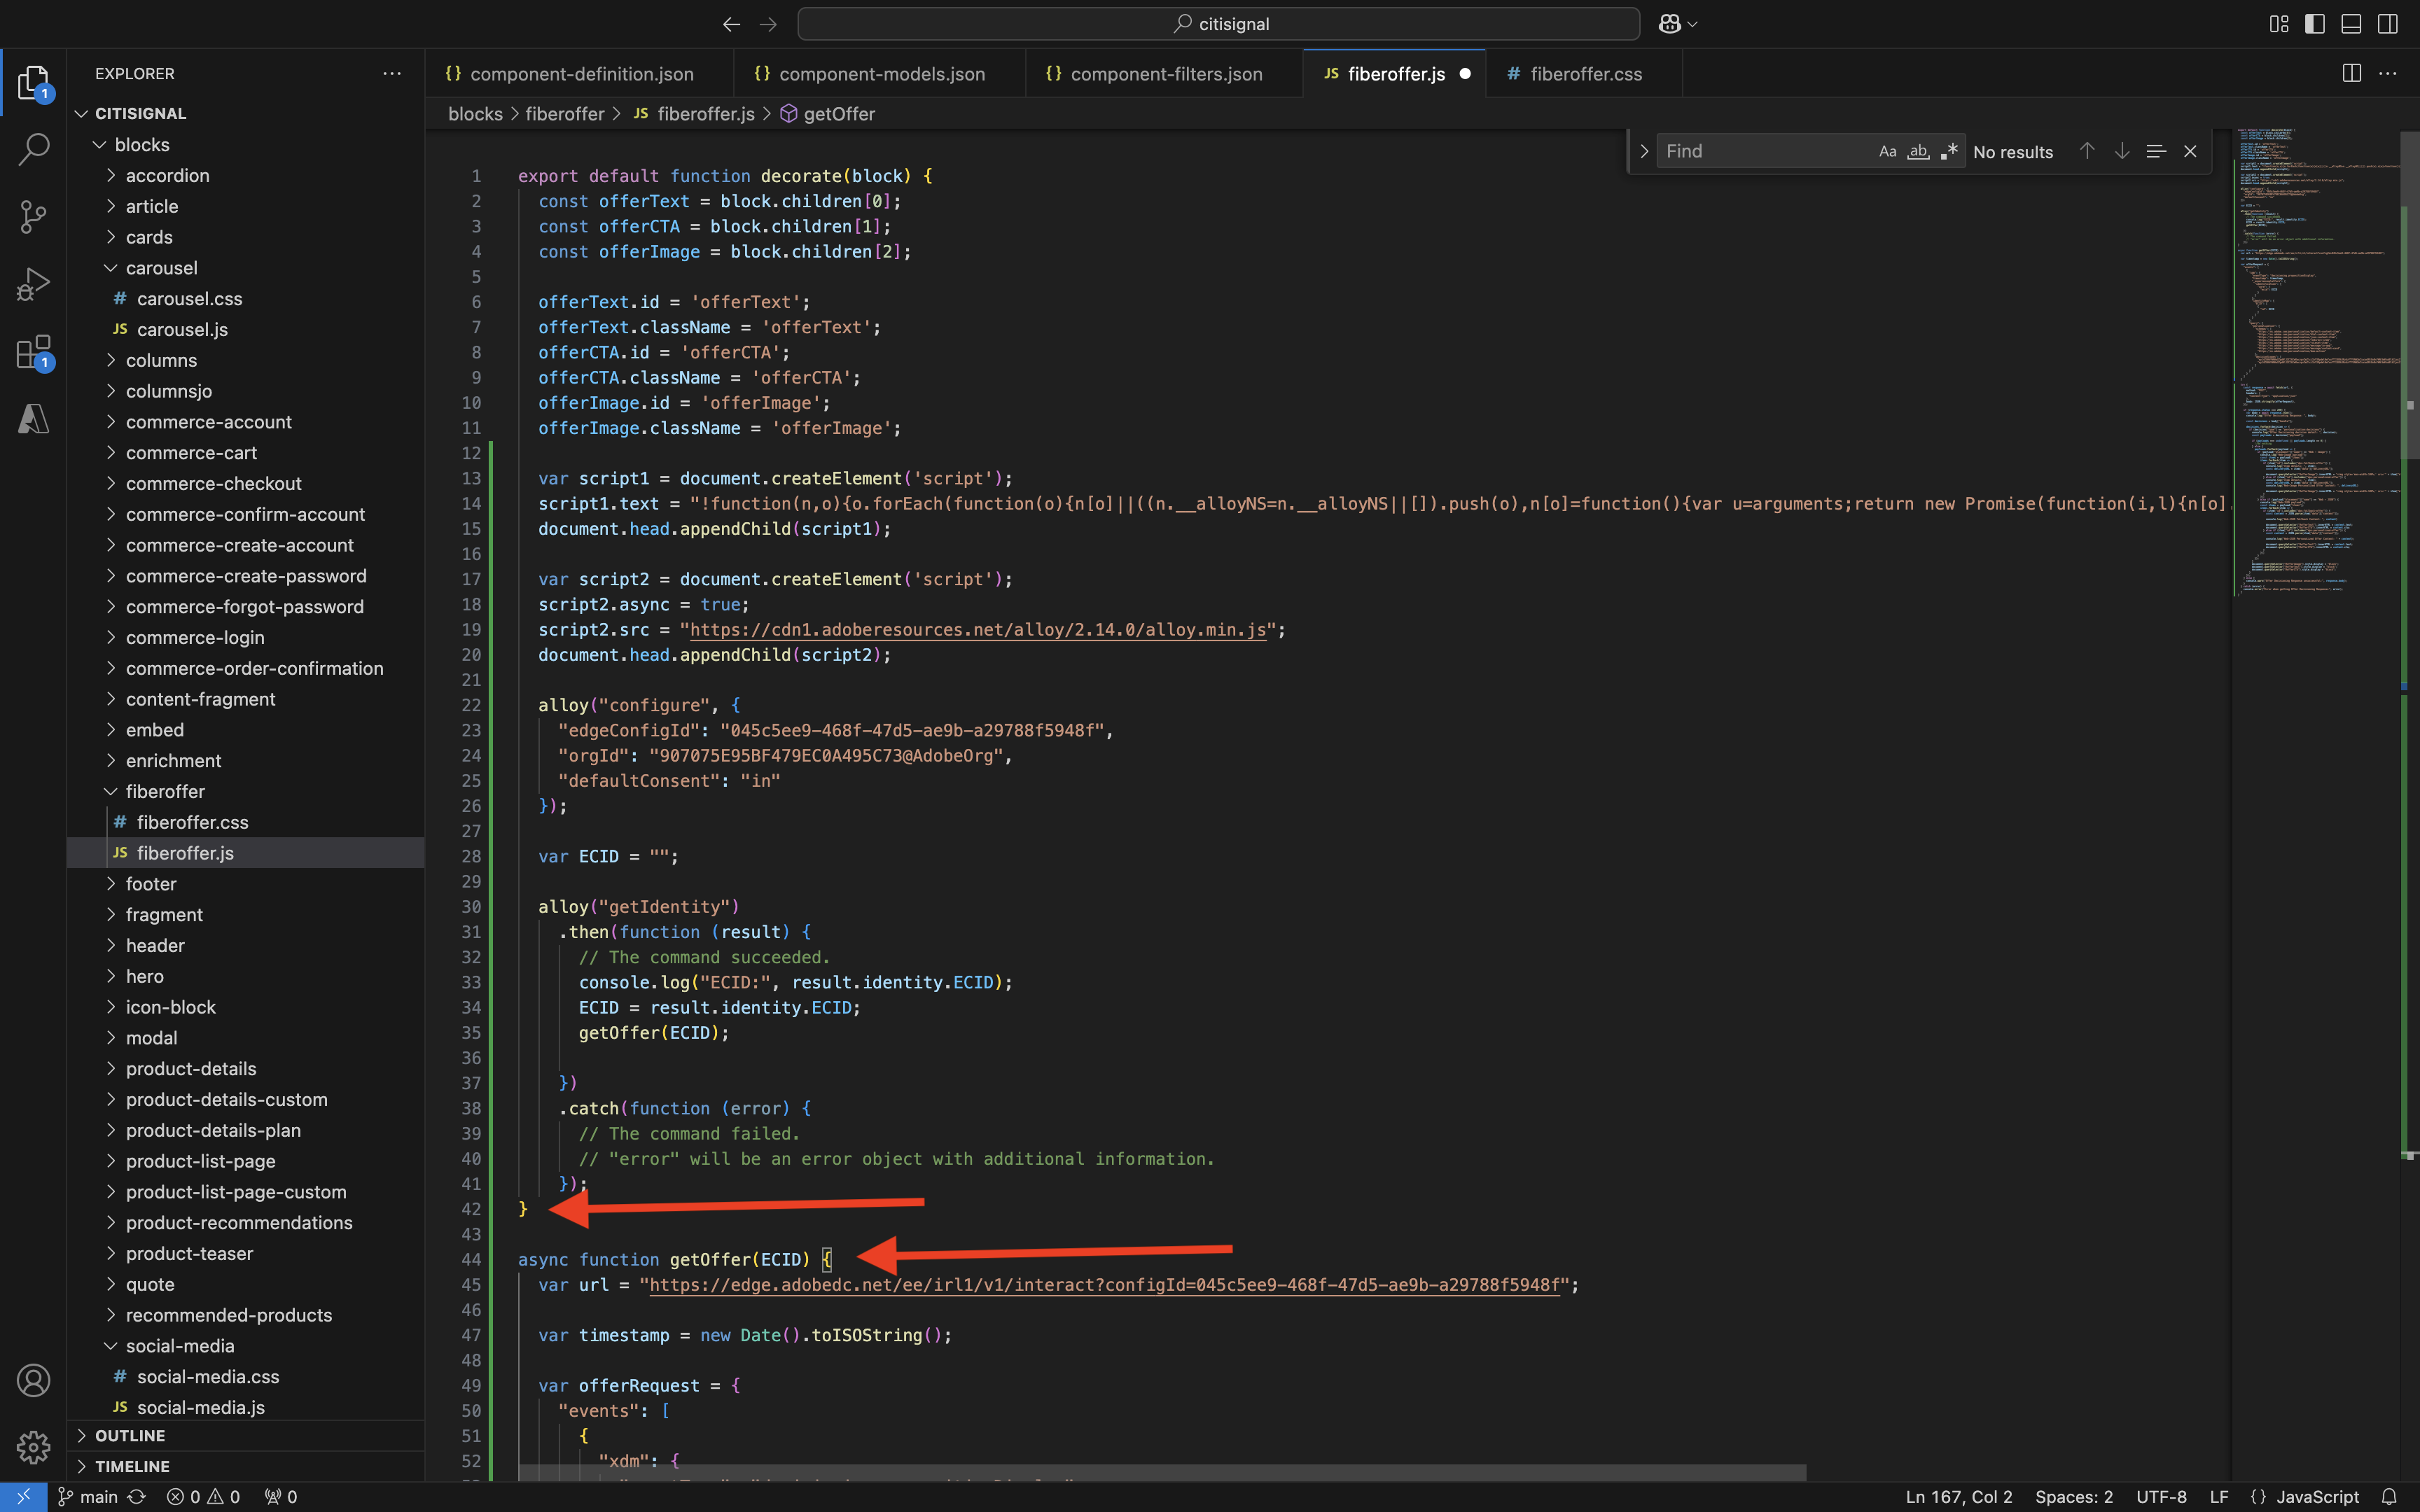 citisignal
EXPLORER
CITISIGNAL
blocks
accordion
article
cards
carousel
# carousel.css
JS carousel.js
columns
columnsjo
commerce-account
commerce-cart
commerce-checkout
commerce-confirm-account
commerce-create-account
commerce-create-password
commerce-forgot-password
commerce-login
commerce-order-confirmation
content-fragment
embed
enrichment
fiberoffer
# fiberoffer.css
JS fiberoffer.js
footer
fragment
header
hero
icon-block
modal
product-details
product-details-custom
product-details-plan
product-list-page
product-list-page-custom
product-recommendations
product-teaser
quote
recommended-products
social-media
# social-media.css
JS social-media.js
OUTLINE
TIMELINE
1
1
{} component-definition.json {} component-models.json {} component-filters.json JS fiberoffer.js # fiberoffer.css
blocks > fiberoffer > JS fiberoffer.js > getOffer
Find Aa ab .* No results
1 export default function decorate(block) {
2 const offerText = block.children[0];
3 const offerCTA = block.children[1];
4 const offerImage = block.children[2];
5
6 offerText.id = 'offerText';
7 offerText.className = 'offerText';
8 offerCTA.id = 'offerCTA';
9 offerCTA.className = 'offerCTA';
10 offerImage.id = 'offerImage';
11 offerImage.className = 'offerImage';
12
13 var script1 = document.createElement('script');
14 script1.text = "!function(n,o){o.forEach(function(o){n[o]||((n.__alloyNS=n.__alloyNS||[]).push(o),n[o]=function(){var u=arguments;return new Promise(function(i,l){n[o].
15 document.head.appendChild(script1);
16
17 var script2 = document.createElement('script');
18 script2.async = true;
19 script2.src = "https://cdn1.adoberesources.net/alloy/2.14.0/alloy.min.js";
20 document.head.appendChild(script2);
21
22 alloy("configure", {
23 "edgeConfigId": "045c5ee9-468f-47d5-ae9b-a29788f5948f",
24 "orgId": "907075E95BF479EC0A495C73@AdobeOrg",
25 "defaultConsent": "in"
26 });
27
28 var ECID = "";
29
30 alloy("getIdentity")
31 .then(function (result) {
32 // The command succeeded.
33 console.log("ECID:", result.identity.ECID);
34 ECID = result.identity.ECID;
35 getOffer(ECID);
36
37 })
38 .catch(function (error) {
39 // The command failed.
40 // "error" will be an error object with additional information.
41 });
42 }
43
44 async function getOffer(ECID) {
45 var url = "https://edge.adobedc.net/ee/irl1/v1/interact?configId=045c5ee9-468f-47d5-ae9b-a29788f5948f";
46
47 var timestamp = new Date().toISOString();
48
49 var offerRequest = {
50 "events": [
51 {
52 "xdm": {
main 0 0 0 Ln 167, Col 2 Spaces: 2 UTF-8 LF {} JavaScript